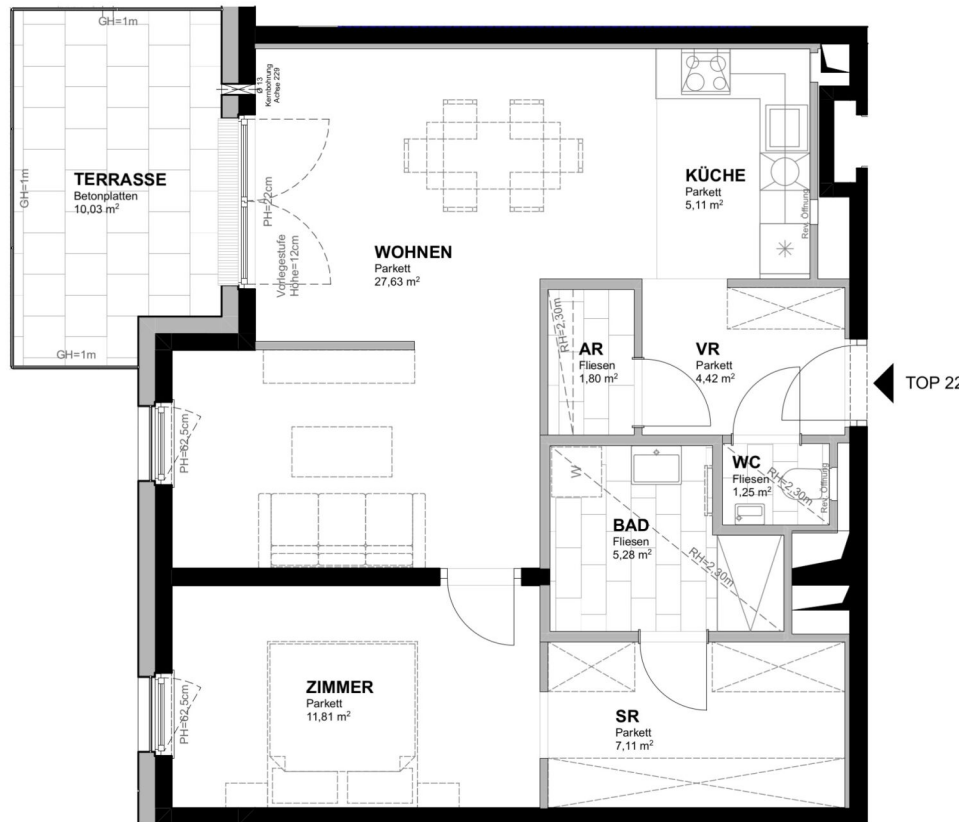 GH=1m
Ø 13
Kernbohrung
Achse 229
TERRASSE
Betonplatten
10,03 m²
GH=1m
GH=1m
PH=22cm
Vorlegestufe
Höhe=12cm
WOHNEN
Parkett
27,63 m²
KÜCHE
Parkett
5,11 m²
Rev. Öffnung
RH=2,30m
AR
Fliesen
1,80 m²
VR
Parkett
4,42 m²
TOP 22
PH=62,5cm
W
BAD
Fliesen
5,28 m²
RH=2,30m
WC
Fliesen
1,25 m²
RH=2,30m
Rev. Öffnung
PH=62,5cm
ZIMMER
Parkett
11,81 m²
SR
Parkett
7,11 m²